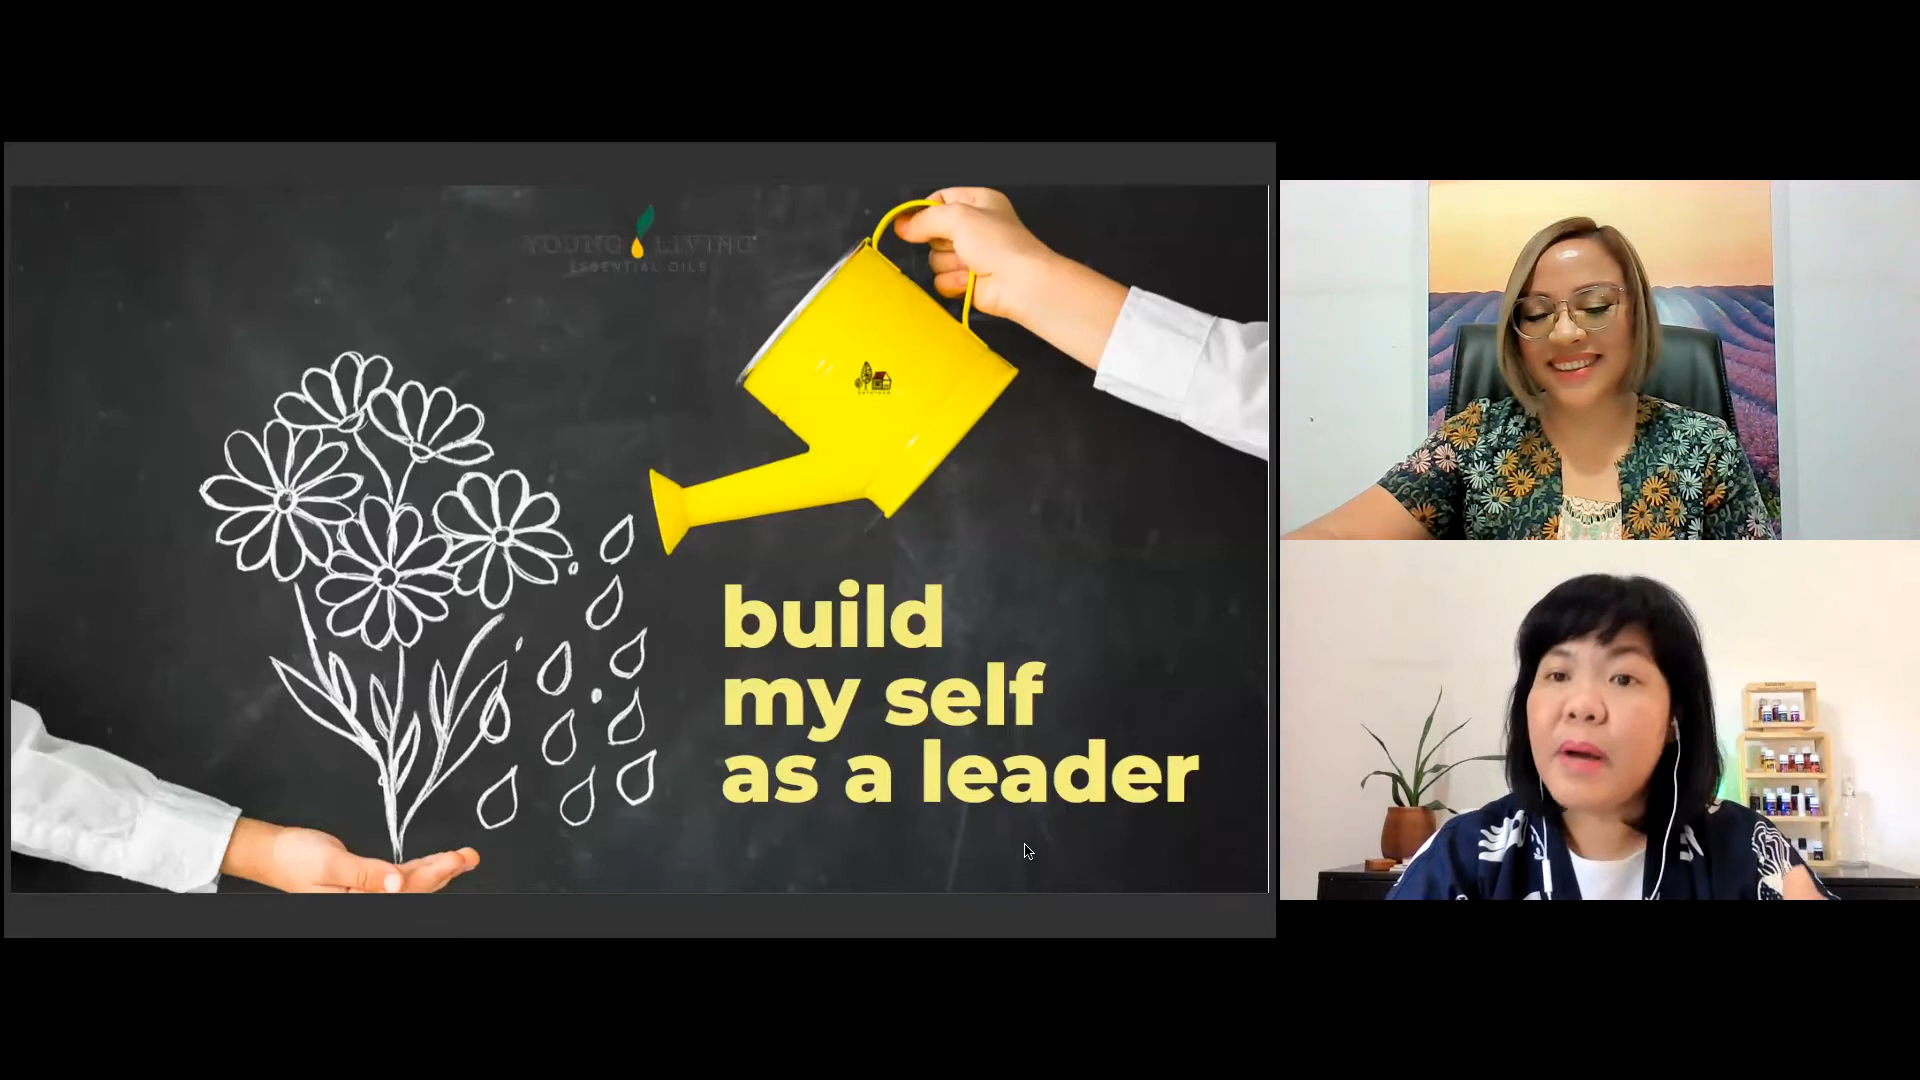 YOUNG LIVING
ESSENTIAL OILS
build
my self
as a leader